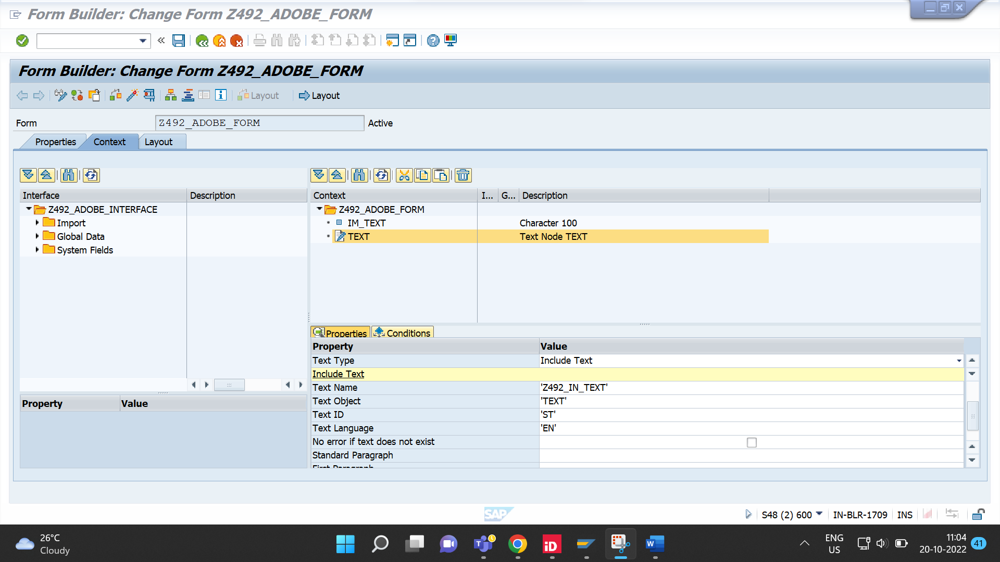 Form Builder: Change Form Z492_ADOBE_FORM
Form Builder: Change Form Z492_ADOBE_FORM
Layout
Layout
Form
Z492_ADOBE_FORM
Active
Properties
Context
Layout
Interface
Description
Z492_ADOBE_INTERFACE
Import
Global Data
System Fields
Property
Value
Context
I...
G...
Description
Z492_ADOBE_FORM
IM_TEXT
Character 100
TEXT
Text Node TEXT
Properties
Conditions
Property
Value
Text Type
Include Text
Include Text
Text Name
'Z492_IN_TEXT'
Text Object
'TEXT'
Text ID
'ST'
Text Language
'EN'
No error if text does not exist
Standard Paragraph
First Paragraph
SAP
S48 (2) 600
IN-BLR-1709
INS
26°C
Cloudy
T
iD
W
ENG
US
11:04
20-10-2022
41